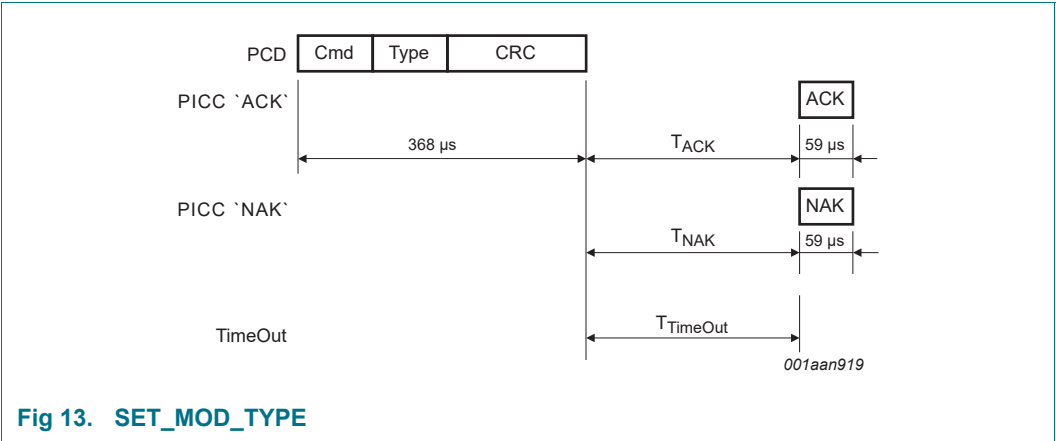 PCD Cmd Type CRC
PICC `ACK` ACK
368 µs TACK 59 µs
PICC `NAK` NAK
TNAK 59 µs
TimeOut TTimeOut
001aan919
Fig 13. SET_MOD_TYPE